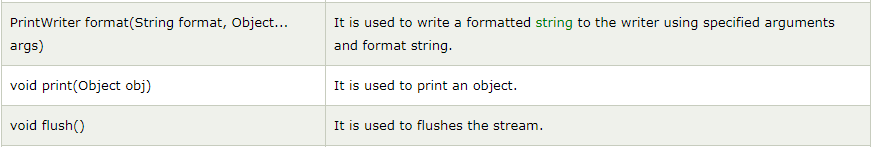 PrintWriter format(String format, Object...
args)
It is used to write a formatted string to the writer using specified arguments
and format string.
void print(Object obj)
It is used to print an object.
void flush()
It is used to flushes the stream.